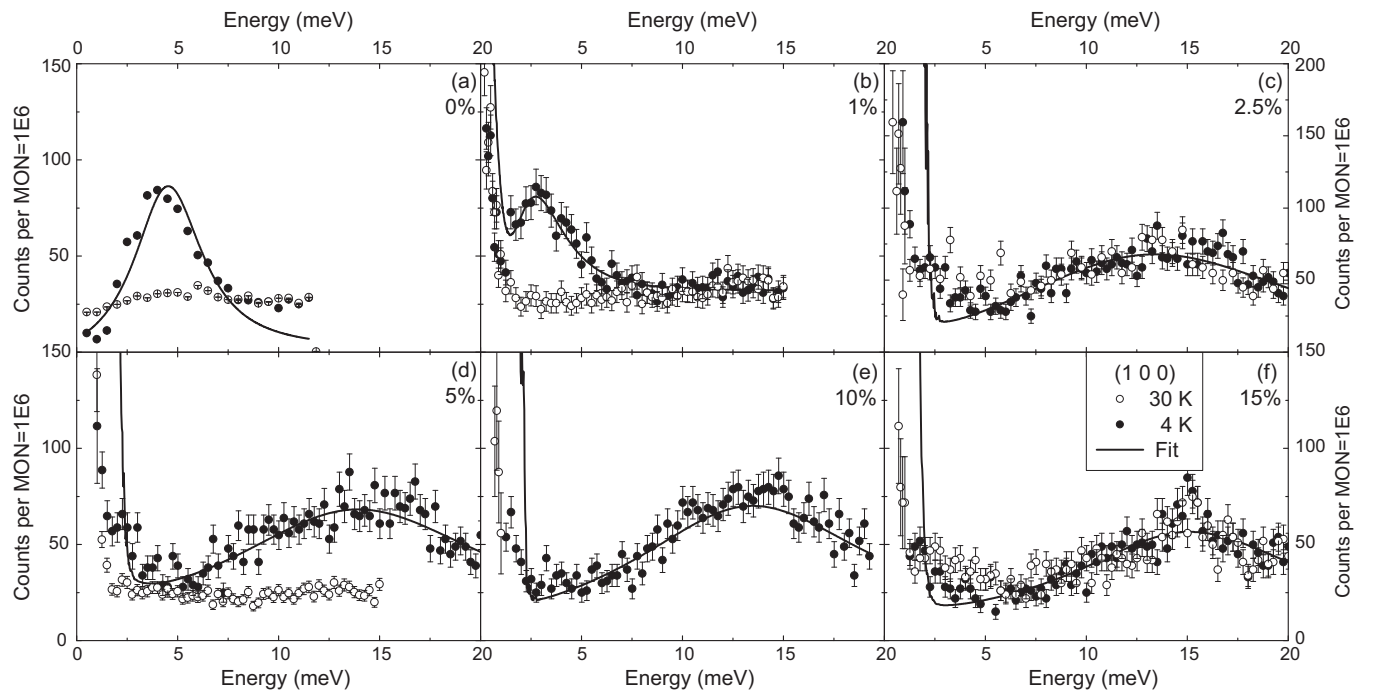 Energy (meV) Energy (meV) Energy (meV)
0 5 10 15 20 5 10 15 20 5 10 15 20
150 (a) (b) (c) 200
0% 1% 2.5%
Counts per MON=1E6 Counts per MON=1E6
150
100 100
50 50
150 150
(d) (e) (f)
5% 10% 15%
(1 0 0)
30 K
4 K
Fit
Counts per MON=1E6 Counts per MON=1E6
100 100
50 50
0 0
0 5 10 15 20 5 10 15 20 5 10 15 20
Energy (meV) Energy (meV) Energy (meV)